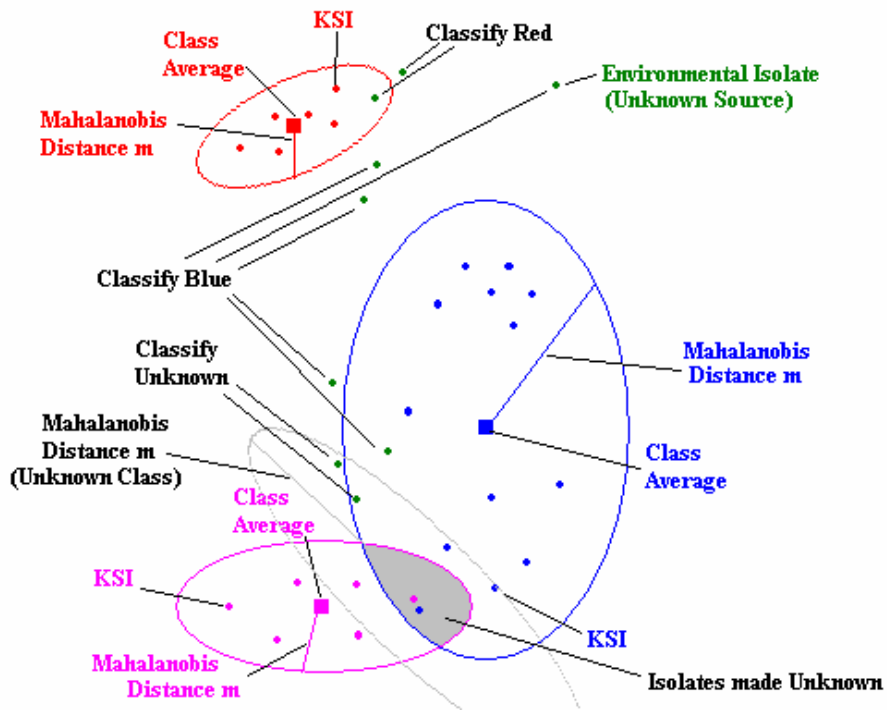 KSI
Classify Red
Class
Average
Environmental Isolate
(Unknown Source)
Mahalanobis
Distance m
Classify Blue
Classify
Unknown
Mahalanobis
Distance m
Mahalanobis
Distance m
(Unknown Class)
Class
Average
Class
Average
KSI
KSI
Mahalanobis
Distance m
Isolates made Unknown